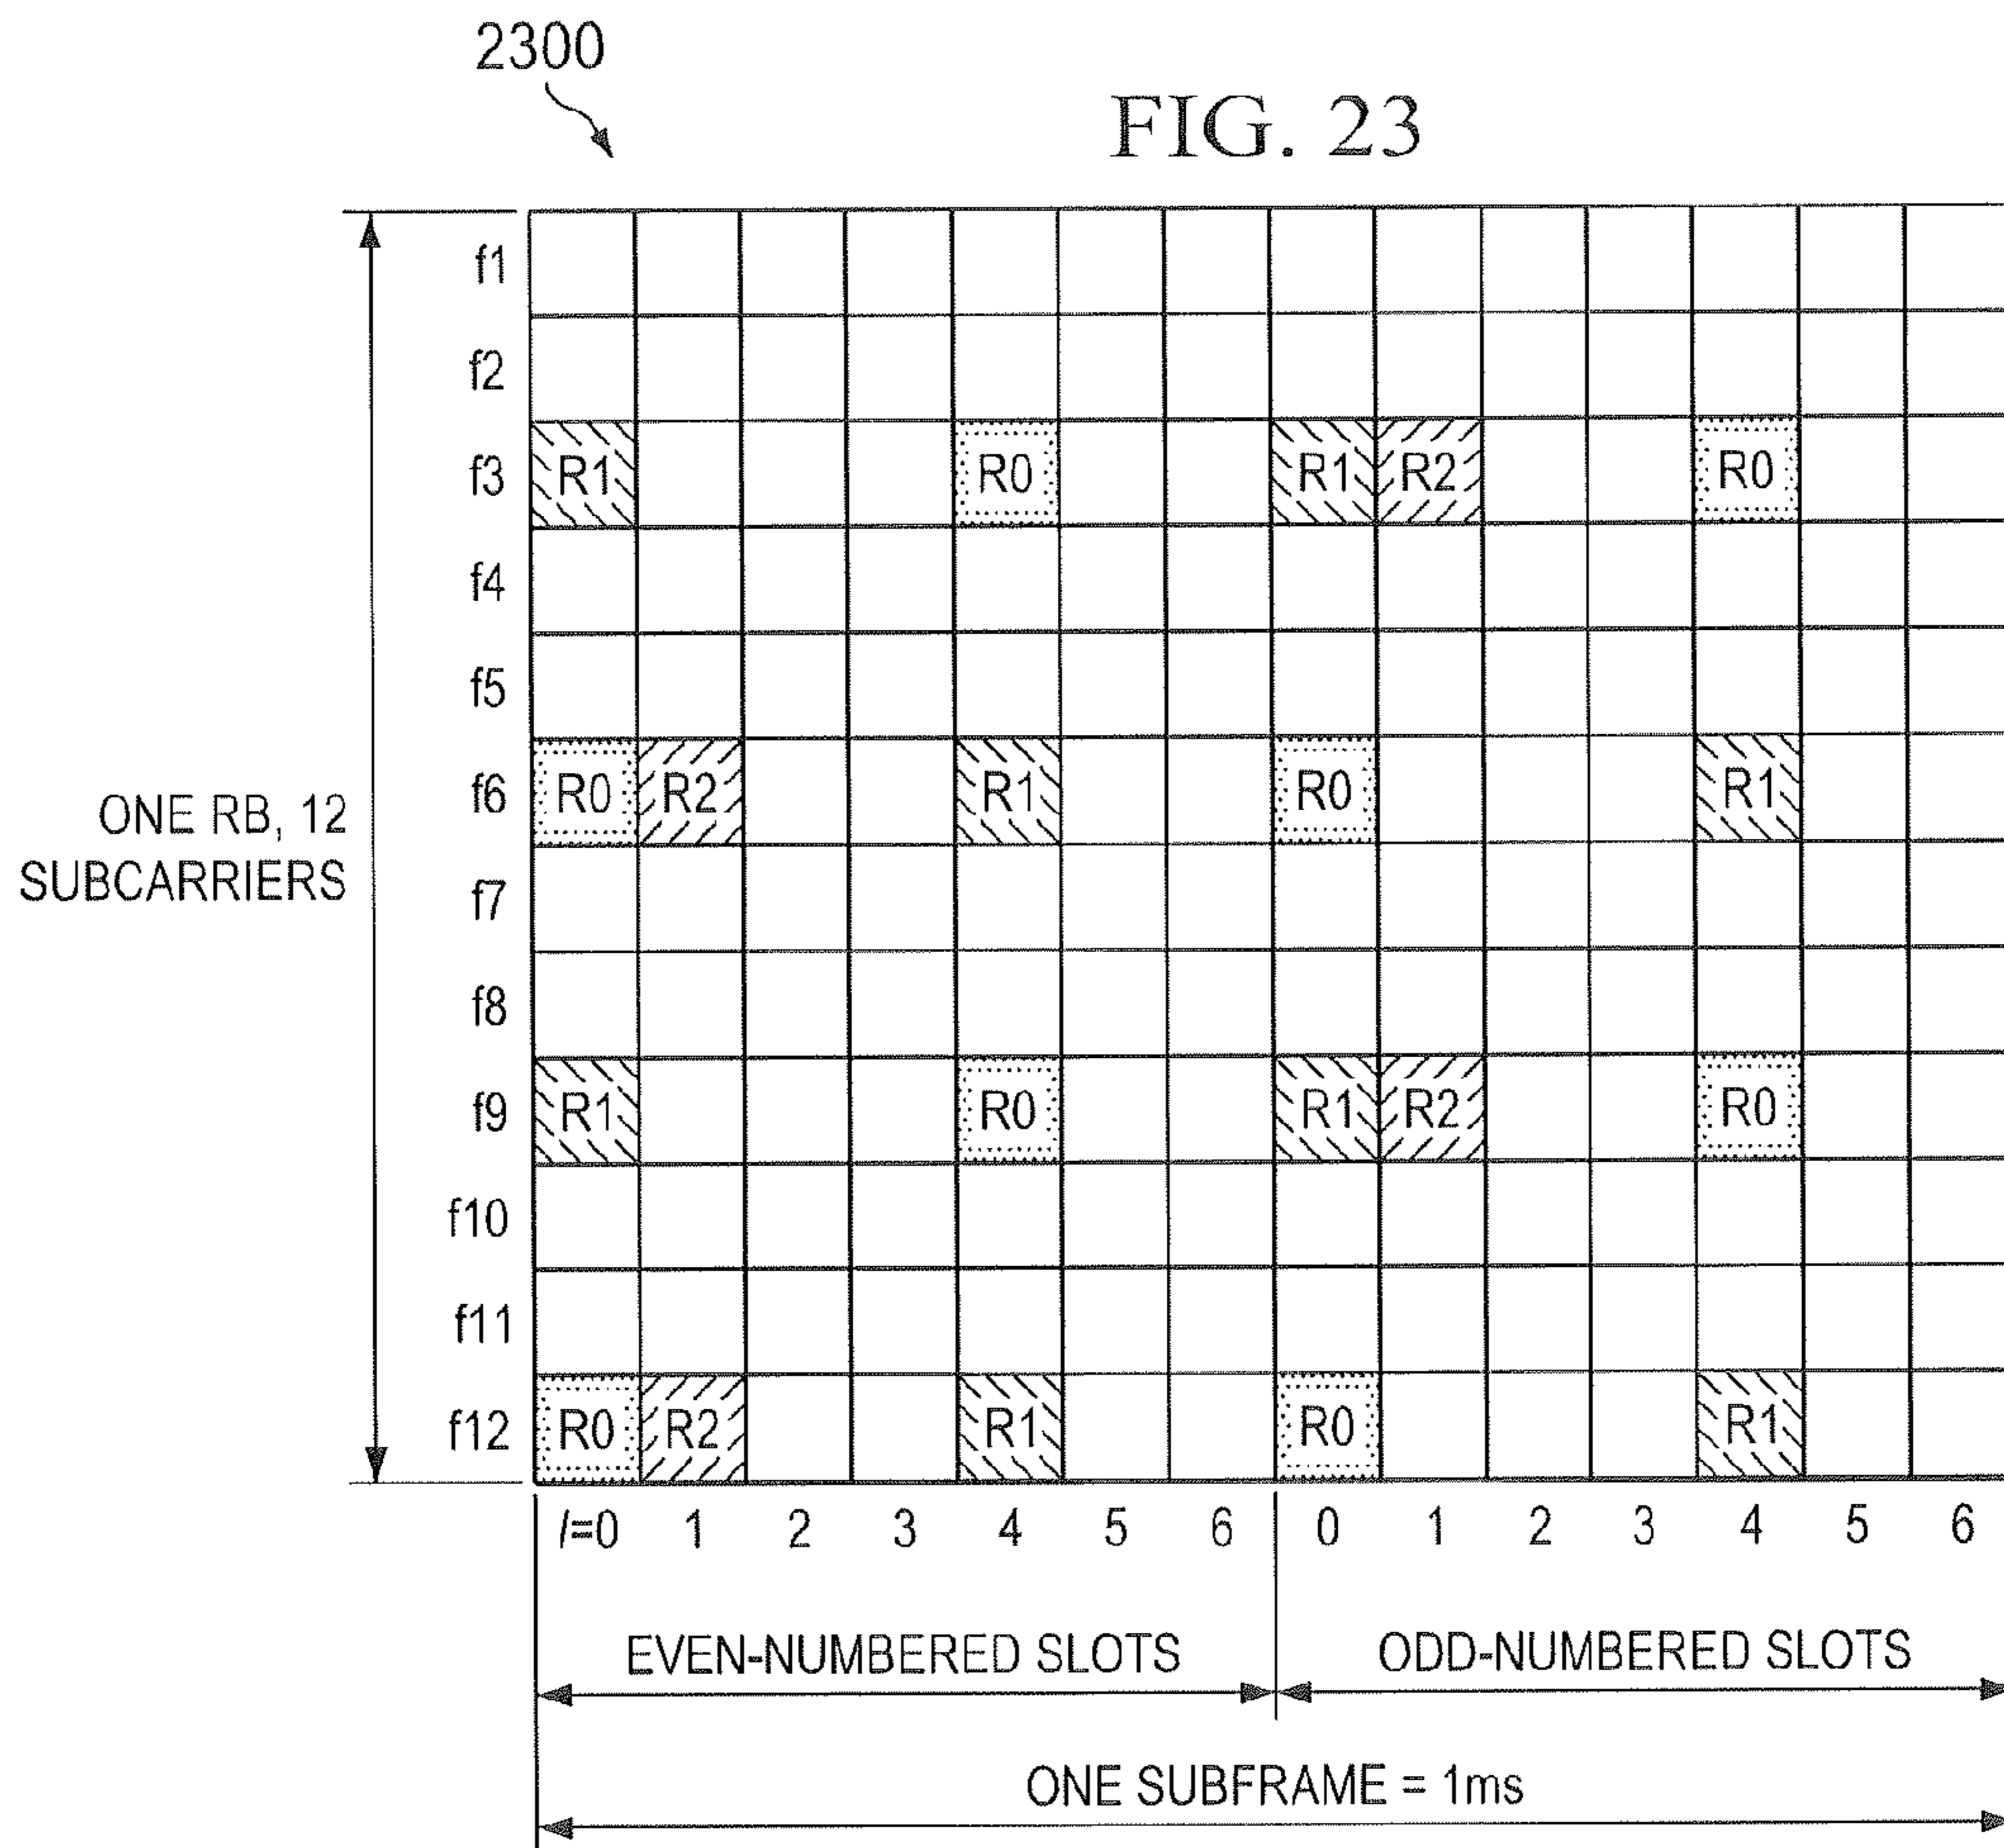 2300
FIG. 23
f1
f2
f3 R1 R0 R1 R2 R0
f4
f5
ONE RB, 12
SUBCARRIERS
f6 R0 R2 R1 R0 R1
f7
f8
f9 R1 R0 R1 R2 R0
f10
f11
f12 R0 R2 R1 R0 R1
l=0 1 2 3 4 5 6 0 1 2 3 4 5 6
EVEN-NUMBERED SLOTS ODD-NUMBERED SLOTS
ONE SUBFRAME = 1ms